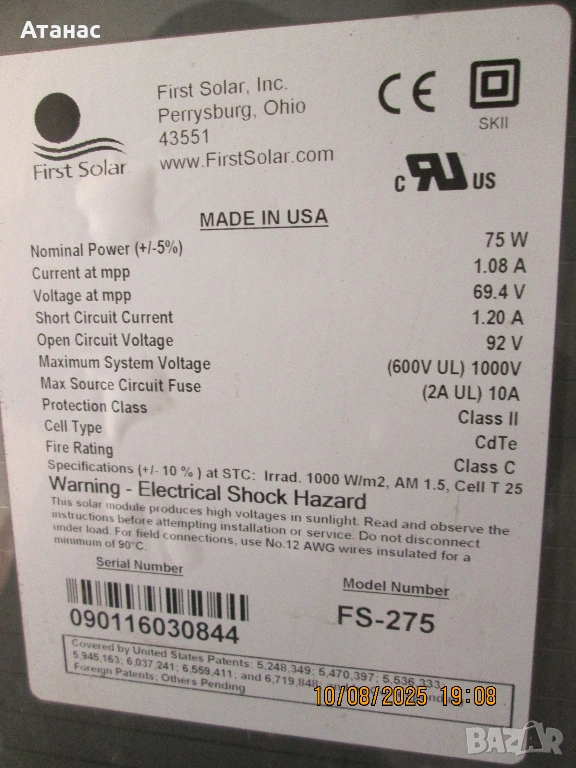 Атанас
First Solar, Inc.
Perrysburg, Ohio
43551
www.FirstSolar.com
First Solar
CE
SKII
c RU US
MADE IN USA
Nominal Power (+/-5%) 75 W
Current at mpp 1.08 A
Voltage at mpp 69.4 V
Short Circuit Current 1.20 A
Open Circuit Voltage 92 V
Maximum System Voltage (600V UL) 1000V
Max Source Circuit Fuse (2A UL) 10A
Protection Class Class II
Cell Type CdTe
Fire Rating Class C
Specifications (+/- 10 % ) at STC: Irrad. 1000 W/m2, AM 1.5, Cell T 25
Warning - Electrical Shock Hazard
This solar module produces high voltages in sunlight. Read and observe the
instructions before attempting installation or service. Do not disconnect
under load. For field connections, use No.12 AWG wires insulated for a
minimum of 90°C.
Serial Number
Model Number
090116030844
FS-275
Covered by United States Patents: 5,248,349; 5,470,397; 5,536,333;
5,945,163; 6,037,241; 6,559,411; and 6,719,848;
Foreign Patents; Others Pending
10/08/2025 19:08
BAZAR